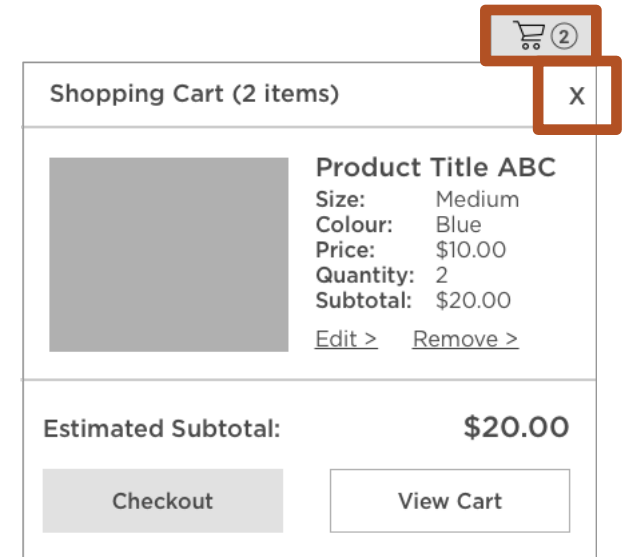 2
Shopping Cart (2 items) X
Product Title ABC
Size: Medium
Colour: Blue
Price: $10.00
Quantity: 2
Subtotal: $20.00
Edit > Remove >
Estimated Subtotal: $20.00
Checkout View Cart